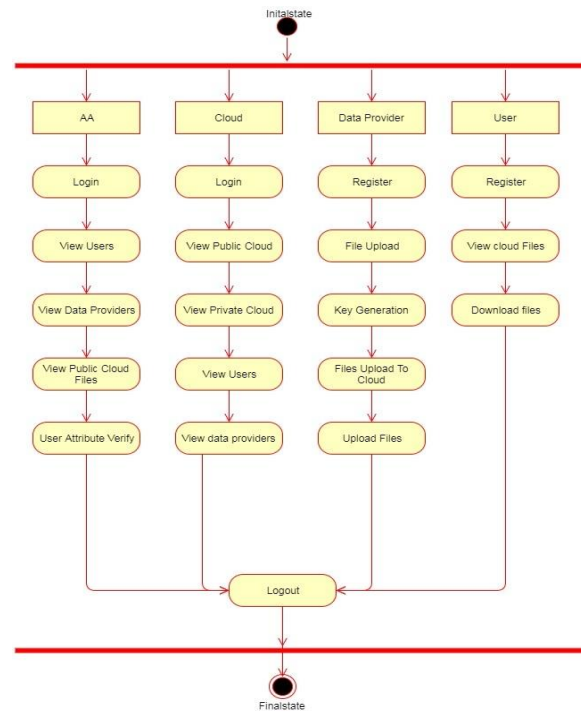 Initalstate
AA
Cloud
Data Provider
User
Login
Login
Register
Register
View Users
View Public Cloud
File Upload
View cloud Files
View Data Providers
View Private Cloud
Key Generation
Download files
View Public Cloud
Files
View Users
Files Upload To
Cloud
User Attribute Verify
View data providers
Upload Files
Logout
Finalstate